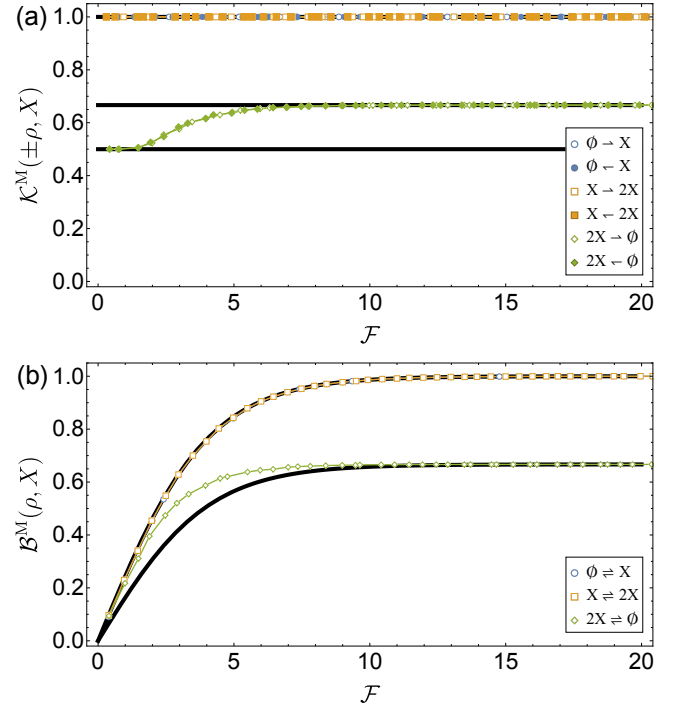 (a)
𝒦ᴹ(±ρ, X)
1.0
0.8
0.6
0.4
0.2
0.0
∅ ⇀ X
∅ ↽ X
X ⇀ 2X
X ↽ 2X
2X ⇀ ∅
2X ↽ ∅
0 5 10 15 20
ℱ
(b)
ℬᴹ(ρ, X)
1.0
0.8
0.6
0.4
0.2
0.0
∅ ⇌ X
X ⇌ 2X
2X ⇌ ∅
0 5 10 15 20
ℱ